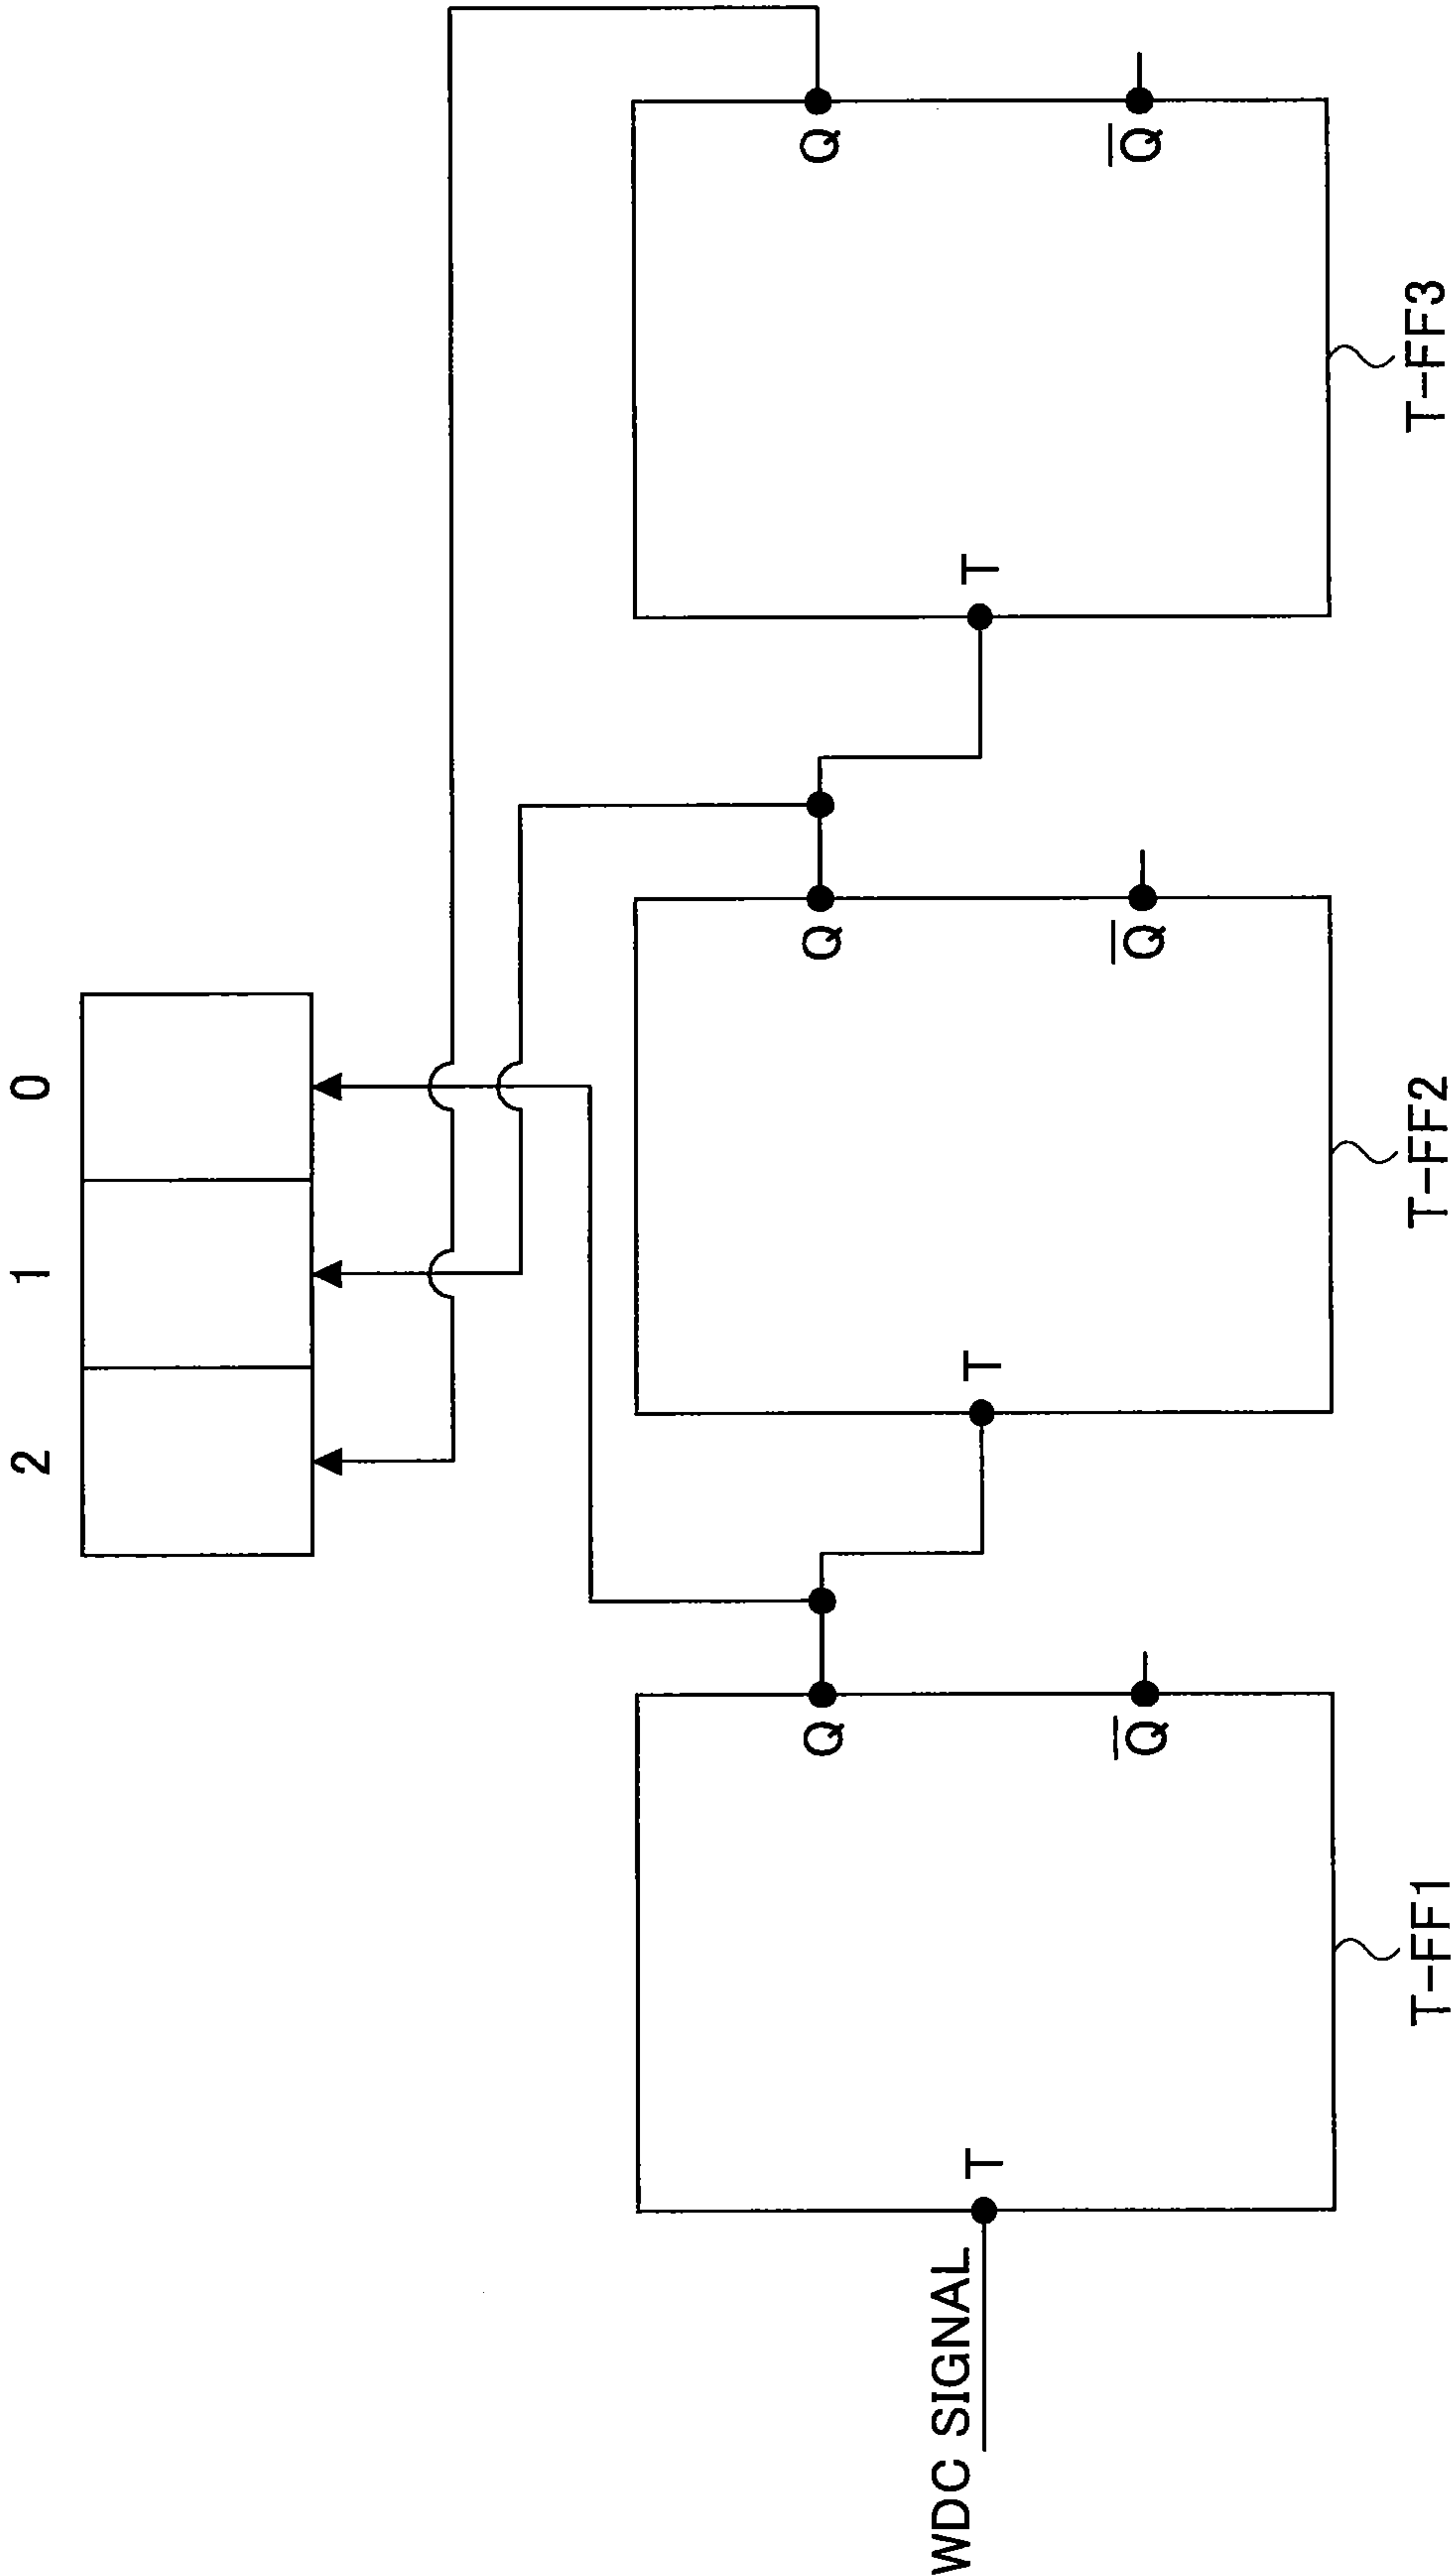 2 1 0
Q
Q
Q
T
T
T
WDC SIGNAL
Q̅
Q̅
Q̅
T-FF1
T-FF2
T-FF3